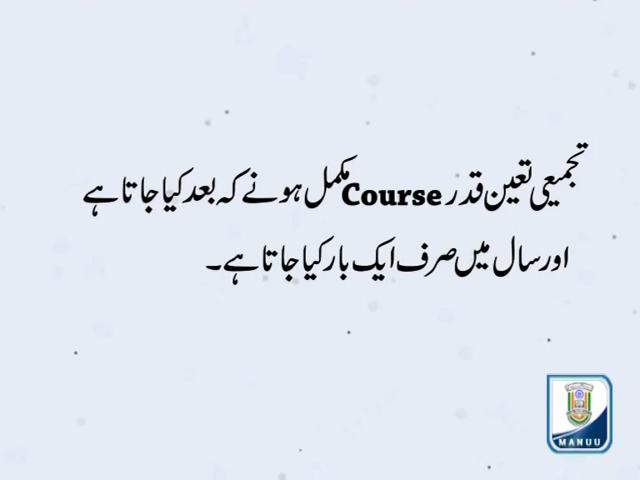 تجمیعی تعین قدر Course مکمل ہونے کہ بعد کیا جاتا ہے
اور سال میں صرف ایک بار کیا جاتا ہے۔
MANUU